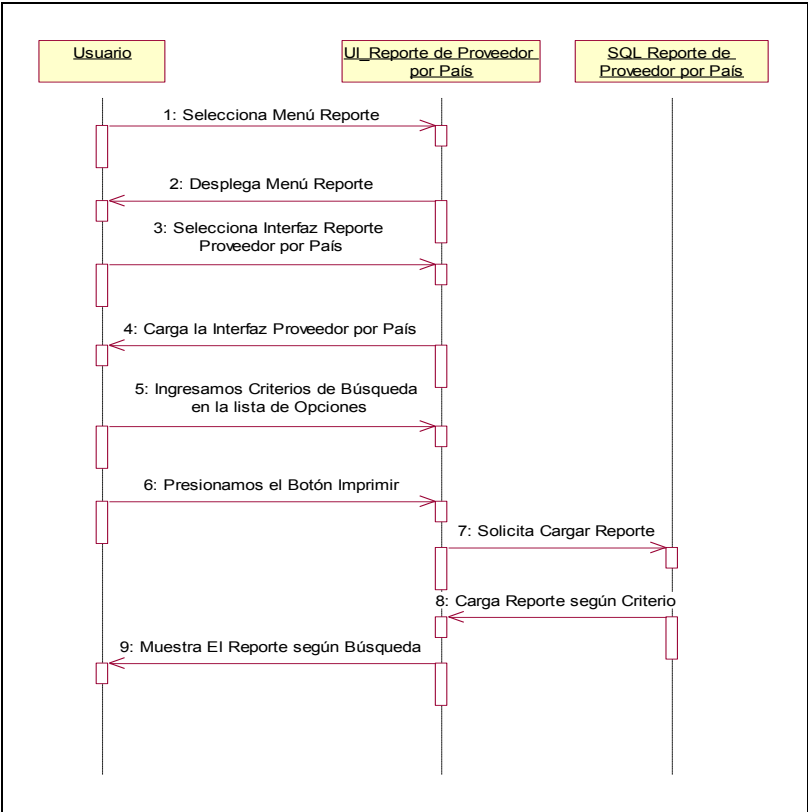 Usuario
UI_Reporte de Proveedor
por País
SQL Reporte de
Proveedor por País
1: Selecciona Menú Reporte
2: Desplega Menú Reporte
3: Selecciona Interfaz Reporte
Proveedor por País
4: Carga la Interfaz Proveedor por País
5: Ingresamos Criterios de Búsqueda
en la lista de Opciones
6: Presionamos el Botón Imprimir
7: Solicita Cargar Reporte
8: Carga Reporte según Criterio
9: Muestra El Reporte según Búsqueda